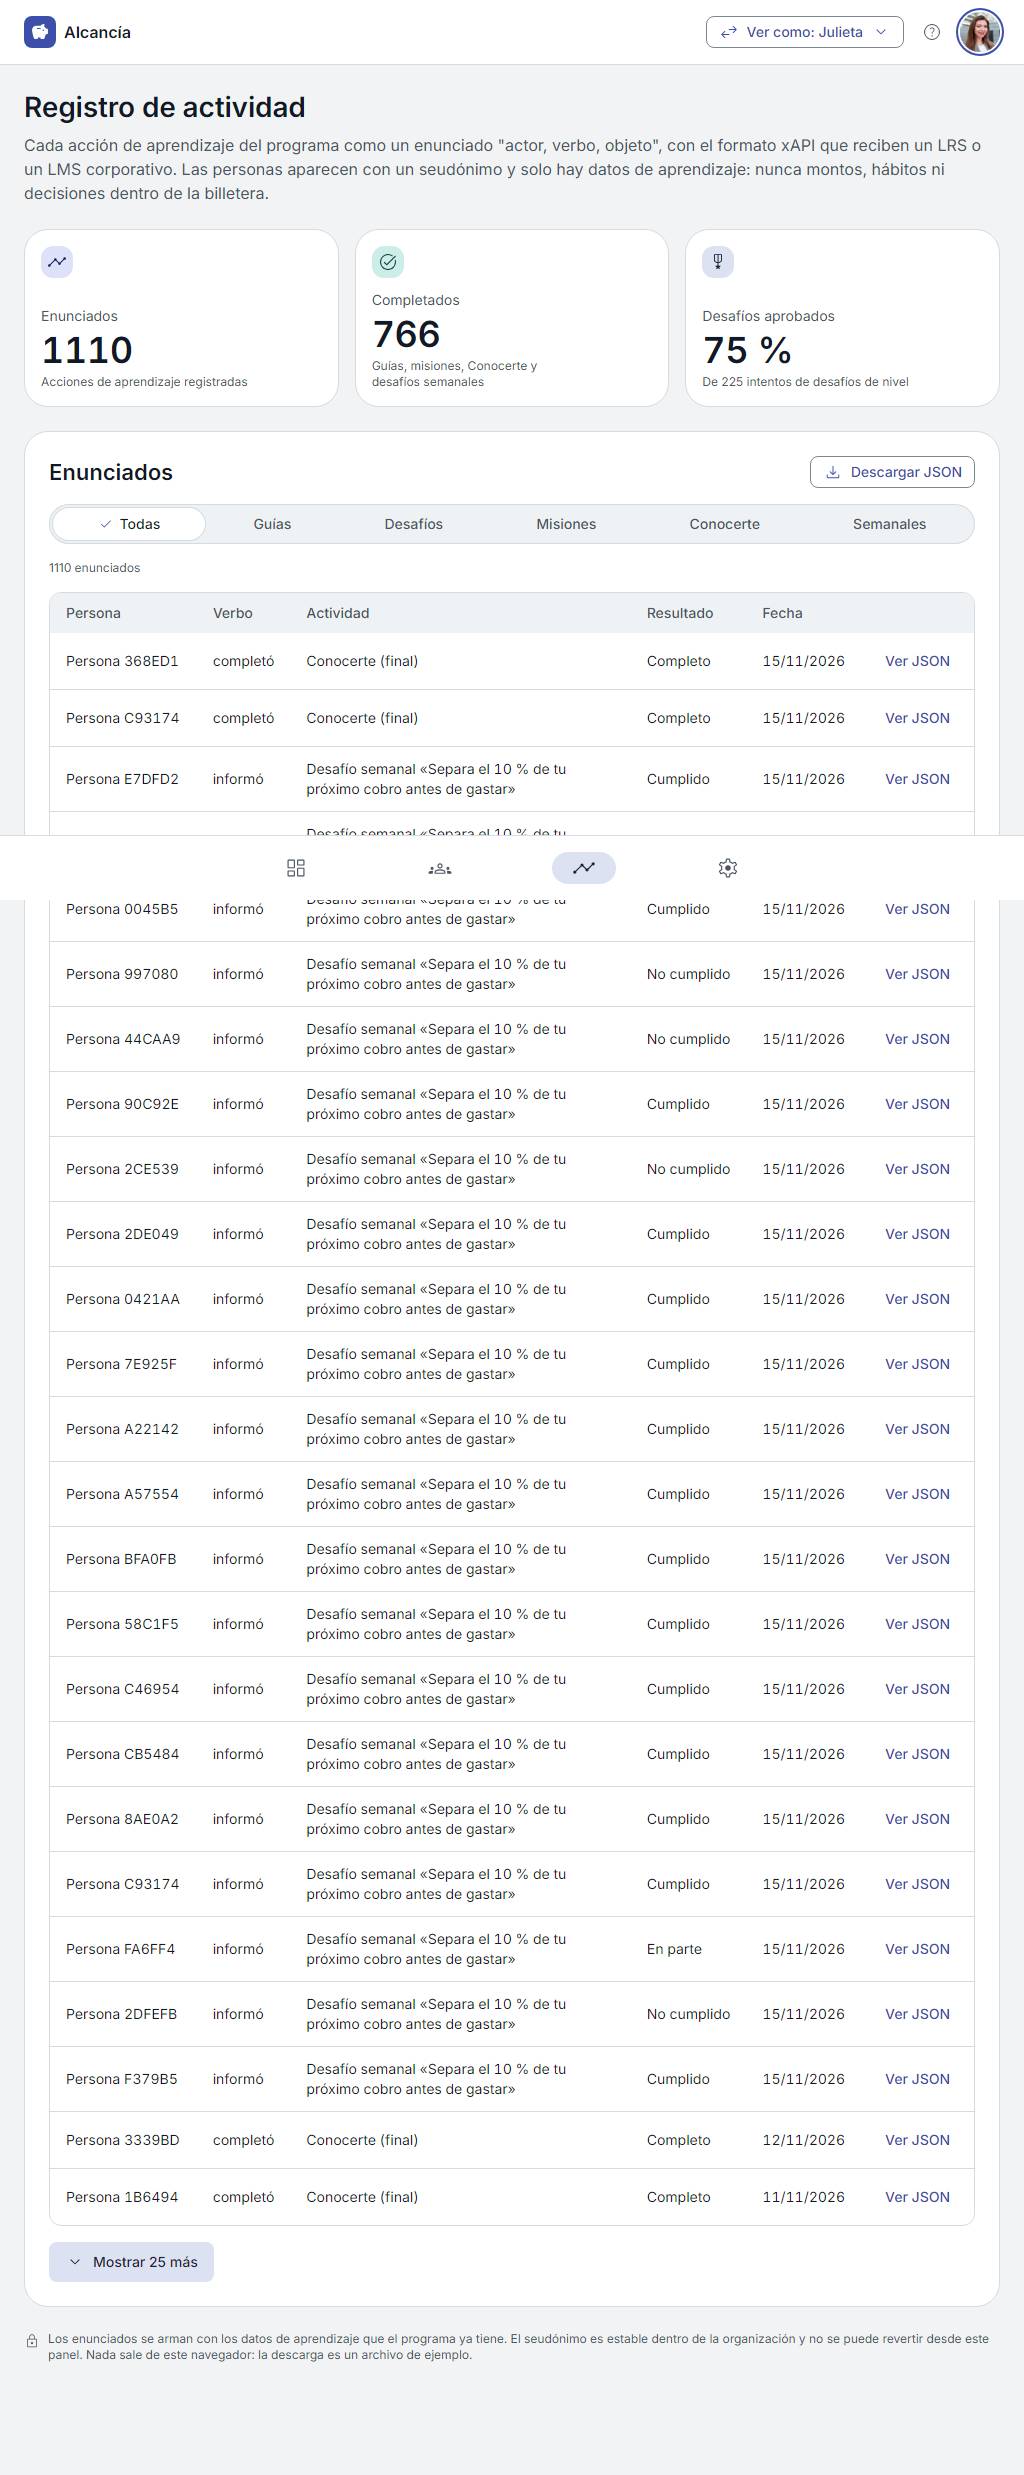 Alcancía
Ver como: Julieta
Registro de actividad
Cada acción de aprendizaje del programa como un enunciado "actor, verbo, objeto", con el formato xAPI que reciben un LRS o
un LMS corporativo. Las personas aparecen con un seudónimo y solo hay datos de aprendizaje: nunca montos, hábitos ni
decisiones dentro de la billetera.
Enunciados
1110
Acciones de aprendizaje registradas
Completados
766
Guías, misiones, Conocerte y
desafíos semanales
Desafíos aprobados
75 %
De 225 intentos de desafíos de nivel
Enunciados
Descargar JSON
Todas Guías Desafíos Misiones Conocerte Semanales
1110 enunciados
Persona Verbo Actividad Resultado Fecha
Persona 368ED1 completó Conocerte (final) Completo 15/11/2026 Ver JSON
Persona C93174 completó Conocerte (final) Completo 15/11/2026 Ver JSON
Persona E7DFD2 informó Desafío semanal «Separa el 10 % de tu
próximo cobro antes de gastar» Cumplido 15/11/2026 Ver JSON
Desafío semanal «Separa el 10 % de tu
Persona 0045B5 informó Desafío semanal «Separa el 10 % de tu
próximo cobro antes de gastar» Cumplido 15/11/2026 Ver JSON
Persona 997080 informó Desafío semanal «Separa el 10 % de tu
próximo cobro antes de gastar» No cumplido 15/11/2026 Ver JSON
Persona 44CAA9 informó Desafío semanal «Separa el 10 % de tu
próximo cobro antes de gastar» No cumplido 15/11/2026 Ver JSON
Persona 90C92E informó Desafío semanal «Separa el 10 % de tu
próximo cobro antes de gastar» Cumplido 15/11/2026 Ver JSON
Persona 2CE539 informó Desafío semanal «Separa el 10 % de tu
próximo cobro antes de gastar» No cumplido 15/11/2026 Ver JSON
Persona 2DE049 informó Desafío semanal «Separa el 10 % de tu
próximo cobro antes de gastar» Cumplido 15/11/2026 Ver JSON
Persona 0421AA informó Desafío semanal «Separa el 10 % de tu
próximo cobro antes de gastar» Cumplido 15/11/2026 Ver JSON
Persona 7E925F informó Desafío semanal «Separa el 10 % de tu
próximo cobro antes de gastar» Cumplido 15/11/2026 Ver JSON
Persona A22142 informó Desafío semanal «Separa el 10 % de tu
próximo cobro antes de gastar» Cumplido 15/11/2026 Ver JSON
Persona A57554 informó Desafío semanal «Separa el 10 % de tu
próximo cobro antes de gastar» Cumplido 15/11/2026 Ver JSON
Persona BFA0FB informó Desafío semanal «Separa el 10 % de tu
próximo cobro antes de gastar» Cumplido 15/11/2026 Ver JSON
Persona 58C1F5 informó Desafío semanal «Separa el 10 % de tu
próximo cobro antes de gastar» Cumplido 15/11/2026 Ver JSON
Persona C46954 informó Desafío semanal «Separa el 10 % de tu
próximo cobro antes de gastar» Cumplido 15/11/2026 Ver JSON
Persona CB5484 informó Desafío semanal «Separa el 10 % de tu
próximo cobro antes de gastar» Cumplido 15/11/2026 Ver JSON
Persona 8AE0A2 informó Desafío semanal «Separa el 10 % de tu
próximo cobro antes de gastar» Cumplido 15/11/2026 Ver JSON
Persona C93174 informó Desafío semanal «Separa el 10 % de tu
próximo cobro antes de gastar» Cumplido 15/11/2026 Ver JSON
Persona FA6FF4 informó Desafío semanal «Separa el 10 % de tu
próximo cobro antes de gastar» En parte 15/11/2026 Ver JSON
Persona 2DFEFB informó Desafío semanal «Separa el 10 % de tu
próximo cobro antes de gastar» No cumplido 15/11/2026 Ver JSON
Persona F379B5 informó Desafío semanal «Separa el 10 % de tu
próximo cobro antes de gastar» Cumplido 15/11/2026 Ver JSON
Persona 3339BD completó Conocerte (final) Completo 12/11/2026 Ver JSON
Persona 1B6494 completó Conocerte (final) Completo 11/11/2026 Ver JSON
Mostrar 25 más
Los enunciados se arman con los datos de aprendizaje que el programa ya tiene. El seudónimo es estable dentro de la organización y no se puede revertir desde este
panel. Nada sale de este navegador: la descarga es un archivo de ejemplo.